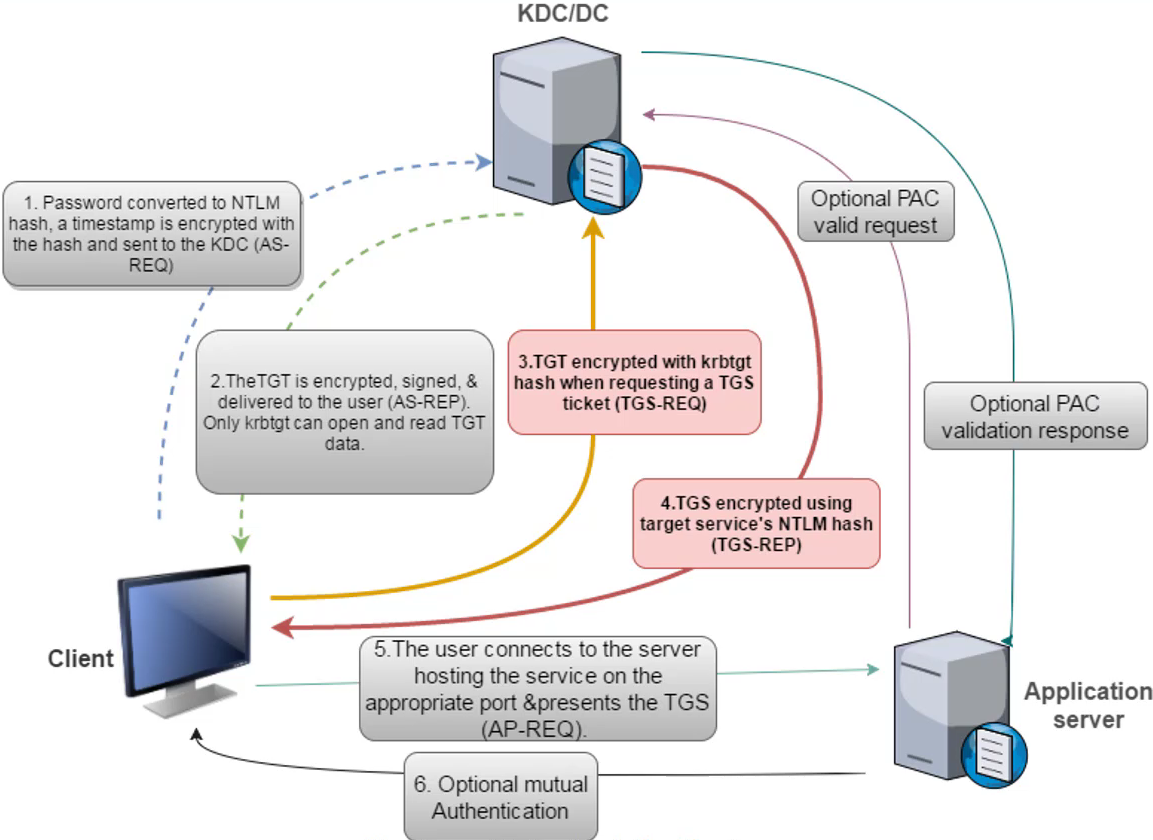 KDC/DC
1. Password converted to NTLM
hash, a timestamp is encrypted with
the hash and sent to the KDC (AS-
REQ)
Optional PAC
valid request
2.TheTGT is encrypted, signed, &
delivered to the user (AS-REP).
Only krbtgt can open and read TGT
data.
3.TGT encrypted with krbtgt
hash when requesting a TGS
ticket (TGS-REQ)
Optional PAC
validation response
4.TGS encrypted using
target service's NTLM hash
(TGS-REP)
Client
5.The user connects to the server
hosting the service on the
appropriate port &presents the TGS
(AP-REQ).
Application
server
6. Optional mutual
Authentication